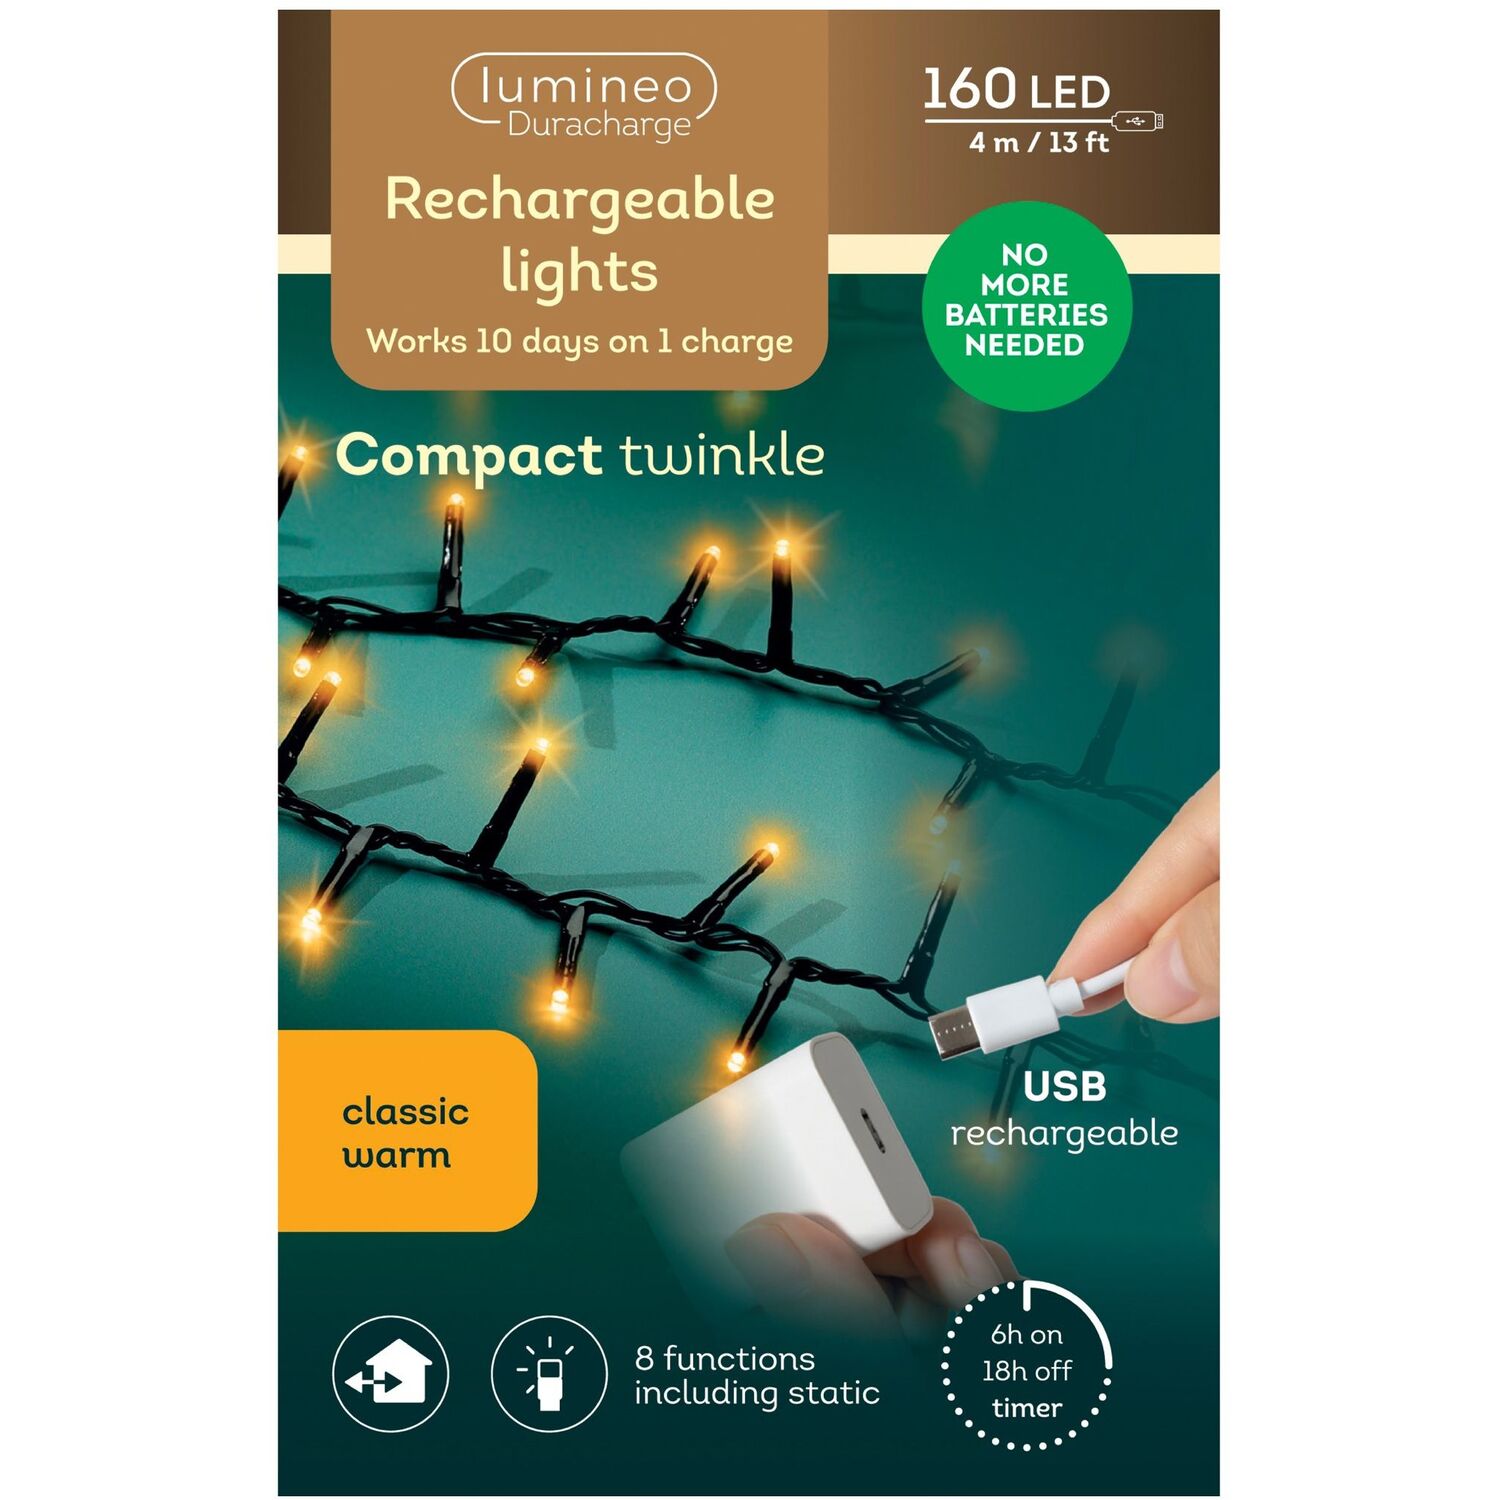 lumineo
Duracharge
Rechargeable
lights
Works 10 days on 1 charge
160 LED
4 m / 13 ft
NO
MORE
BATTERIES
NEEDED
Compact twinkle
USB
rechargeable
classic
warm
8 functions
including static
6h on
18h off
timer